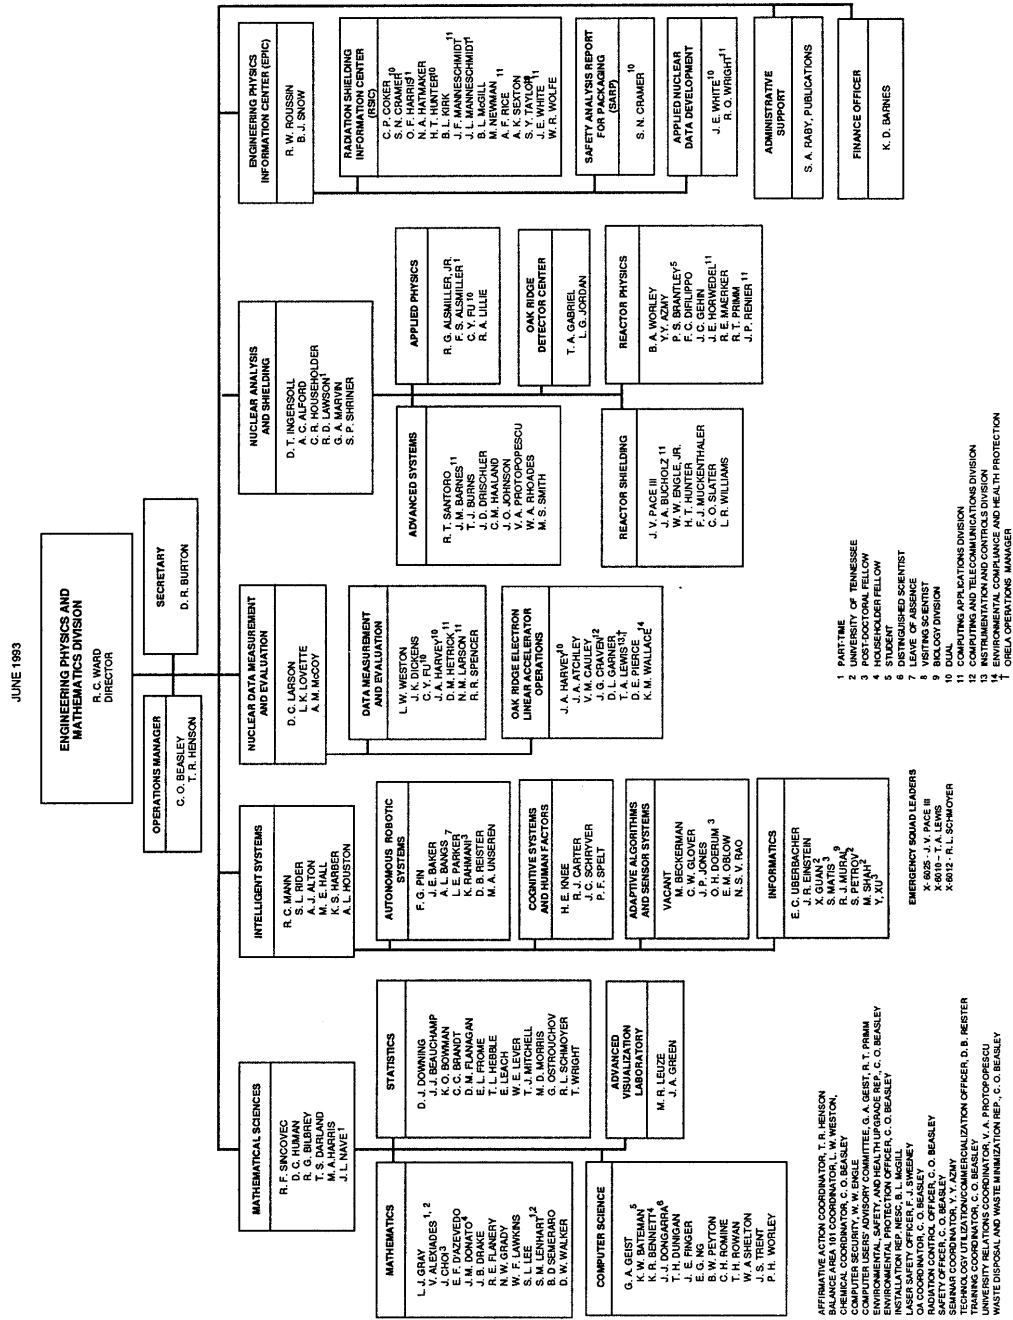 JUNE 1993
ENGINEERING PHYSICS AND
MATHEMATICS DIVISION
R. C. WARD
DIRECTOR
OPERATIONS MANAGER
C. O. BEASLEY
T. R. HENSON
SECRETARY
D. R. BURTON
MATHEMATICAL SCIENCES
R. F. SINCOVEC
D. C. HUMAN
R. G. BILBREY
T. S. DARLAND
M. A. HARRIS
J. L. NAVE 1
MATHEMATICS
L. J. GRAY
V. ALEXIADES 1, 2
J. CHOI 3
E. F. D'AZEVEDO
J. M. DONATO 4
J. B. DRAKE
R. E. FLANERY
N. W. GRADY
W. F. LAWKINS
S. L. LEE
S. M. LENHART 1,2
B. D SEMERARO
D. W. WALKER
STATISTICS
D. J. DOWNING
J. J. BEAUCHAMP
K. O. BOWMAN
C. C. BRANDT
D. M. FLANAGAN
E. L. FROME
T. L. HEBBLE
E. LEACH
W. E. LEVER
T. J. MITCHELL
M. D. MORRIS
G. OSTROUCHOV
R. L. SCHMOYER
T. WRIGHT
COMPUTER SCIENCE
G. A. GEIST
K. W. BATEMAN 5
K. R. BENNETT 4
J. J. DONGARRA 6
T. H. DUNIGAN
J. E. FINGER
E. G. NG
B. W. PEYTON
C. H. ROMINE
T. H. ROWAN
W. A SHELTON
J. S. TRENT
P. H. WORLEY
ADVANCED
VISUALIZATION
LABORATORY
M. R. LEUZE
J. A. GREEN
INTELLIGENT SYSTEMS
R. C. MANN
S. L. RIDER
A. J. ALTON
M. E. HALL
K. S. HARBER
A. L. HOUSTON
AUTONOMOUS ROBOTIC
SYSTEMS
F. G. PIN
J. E. BAKER
A. L. BANGS 7
L. E. PARKER
K. RAHMANI 3
D. B. REISTER
M. A. UNSEREN
COGNITIVE SYSTEMS
AND HUMAN FACTORS
H. E. KNEE
R. J. CARTER
J. C. SCHRYVER
P. F. SPELT
ADAPTIVE ALGORITHMS
AND SENSOR SYSTEMS
VACANT
M. BECKERMAN
C. W. GLOVER
J. P. JONES
O. H. DODERUM 3
E. M. OBLOW
N. S. V. RAO
INFORMATICS
E. C. UBERBACHER
J. R. EINSTEIN
X. GUAN 2
S. MATIS 3
R. J. MURAL 9
S. PETROV 2
M. SHAH 2
Y. XU 3
NUCLEAR DATA MEASUREMENT
AND EVALUATION
D. C. LARSON
L. K. LOVETTE
A. M. McCOY
DATA MEASUREMENT
AND EVALUATION
L. W. WESTON
J. K. DICKENS
C. Y. FU 10
J. A. HARVEY 10
D. M. HETRICK 11
N. M. LARSON 11
R. R. SPENCER
OAK RIDGE ELECTRON
LINEAR ACCELERATOR
OPERATIONS
J. A. HARVEY 10
J. A. ATCHLEY
V. M. CAULEY
J. G. CRAVEN 12
D. L. GARNER
T. A. LEWIS 13,†
D. E. PIERCE
K. M. WALLACE 14
NUCLEAR ANALYSIS
AND SHIELDING
D. T. INGERSOLL
A. C. ALFORD
C. R. HOUSEHOLDER
R. D. LAWSON 1
G. A. MARVIN
S. P. SHRINER
ADVANCED SYSTEMS
R. T. SANTORO
J. M. BARNES 11
T. J. BURNS
J. D. DRISCHLER
C. M. HAALAND
J. O. JOHNSON
V. A. PROTOPOPESCU
W. A. RHOADES
M. S. SMITH
APPLIED PHYSICS
R. G. ALSMILLER, JR.
F. S. ALSMILLER 1
C. Y. FU 10
R. A. LILLIE
OAK RIDGE
DETECTOR CENTER
T. A. GABRIEL
L. G. JORDAN
REACTOR SHIELDING
J. V. PACE III
J. A. BUCHOLZ 11
W. W. ENGLE, JR.
H. T. HUNTER
F. J. MUCKENTHALER
C. O. SLATER
L. R. WILLIAMS
REACTOR PHYSICS
B. A. WORLEY
Y.Y. AZMY
P. S. BRANTLEY 5
F. C. DIFILIPPO
J. C. GEHIN
J. E. HORWEDEL 11
R. E. MAERKER
R. T. PRIMM
J. P. RENIER 11
ENGINEERING PHYSICS
INFORMATION CENTER (EPIC)
R. W. ROUSSIN
B. J. SNOW
RADIATION SHIELDING
INFORMATION CENTER
(RSIC)
C. P. COKER
S. N. CRAMER 10
O. F. HARRIS 11
N. A. HATMAKER
H. T. HUNTER 10
B. L. KIRK
J. F. MANNESCHMIDT 11
J. L. MANNESCHMIDT 1
B. L. McGILL
M. NEWMAN
A. F. RICE 11
A. K. SEXTON
S. Y. TAYLOR
J. E. WHITE 11
W. R. WOLFE
SAFETY ANALYSIS REPORT
FOR PACKAGING
(SARP)
S. N. CRAMER 10
APPLIED NUCLEAR
DATA DEVELOPMENT
J. E. WHITE 10
R. O. WRIGHT 11
ADMINISTRATIVE
SUPPORT
S. A. RABY, PUBLICATIONS
FINANCE OFFICER
K. D. BARNES
AFFIRMATIVE ACTION COORDINATOR, T. R. HENSON
BALANCE AREA 101 COORDINATOR, L. W. WESTON,
CHEMICAL COORDINATOR, C. O. BEASLEY
COMPUTER SECURITY, W. W. ENGLE
COMPUTER USERS' ADVISORY COMMITTEE, G. A. GEIST, R. T. PRIMM
ENVIRONMENTAL, SAFETY, AND HEALTH UPGRADE REP., C. O. BEASLEY
ENVIRONMENTAL PROTECTION OFFICER, C. O. BEASLEY
INSTALLATION REP. NESC, B. L. McGILL
LASER SAFETY OFFICER, F. J. SWEENEY
QA COORDINATOR, C. O. BEASLEY
RADIATION CONTROL OFFICER, C. O. BEASLEY
SAFETY OFFICER, C. O. BEASLEY
SEMINAR COORDINATOR, Y. Y. AZMY
TECHNOLOGY UTILIZATION/COMMERCIALIZATION OFFICER, D. B. REISTER
TRAINING COORDINATOR, C. O. BEASLEY
UNIVERSITY RELATIONS COORDINATOR, V. A. PROTOPOPESCU
WASTE DISPOSAL AND WASTE MINIMIZATION REP., C. O. BEASLEY
EMERGENCY SQUAD LEADERS
X- 6025 - J. V. PACE III
X-6010 - T. A. LEWIS
X-6012 - R. L. SCHMOYER
1 PART-TIME
2 UNIVERSITY OF TENNESSEE
3 POST-DOCTORAL FELLOW
4 HOUSEHOLDER FELLOW
5 STUDENT
6 DISTINGUISHED SCIENTIST
7 LEAVE OF ABSENCE
8 VISITING SCIENTIST
9 BIOLOGY DIVISION
10 DUAL
11 COMPUTING APPLICATIONS DIVISION
12 COMPUTING AND TELECOMMUNICATIONS DIVISION
13 INSTRUMENTATION AND CONTROLS DIVISION
14 ENVIRONMENTAL COMPLIANCE AND HEALTH PROTECTION
† ORELA OPERATIONS MANAGER